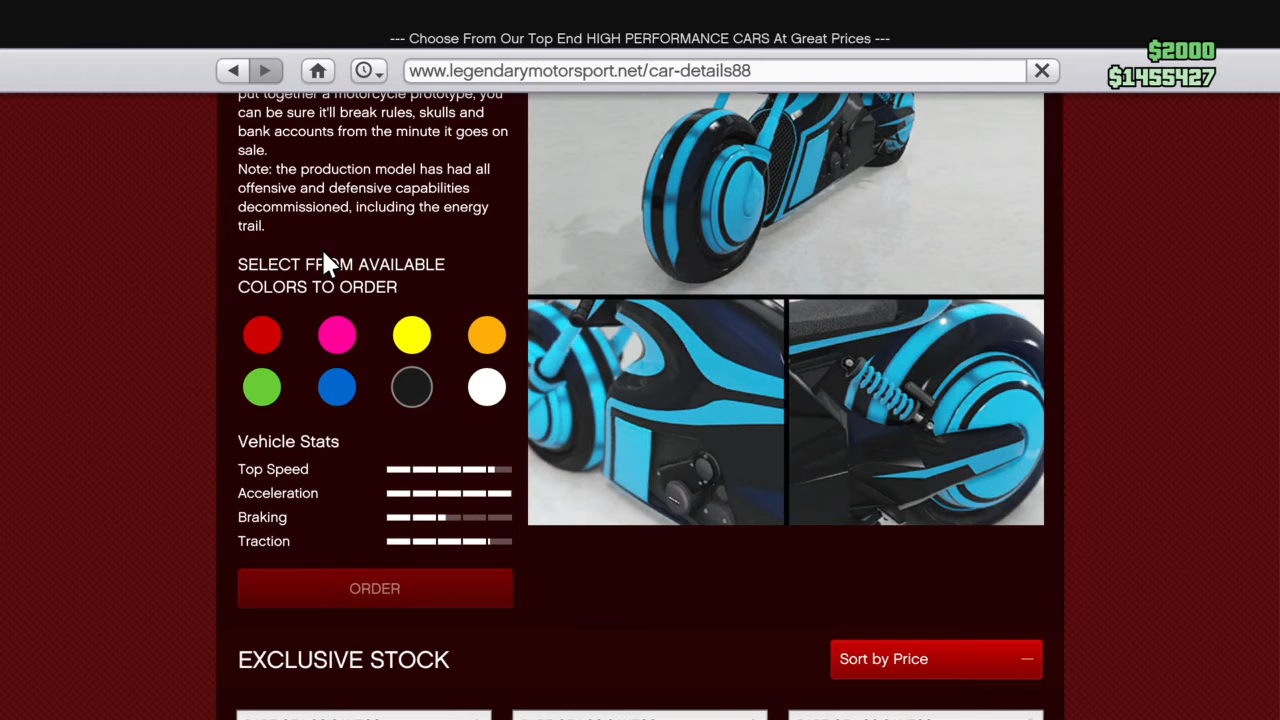 --- Choose From Our Top End HIGH PERFORMANCE CARS At Great Prices ---
$2000
www.legendarymotorsport.net/car-details88
$1455427
put together a motorcycle prototype, you
can be sure it'll break rules, skulls and
bank accounts from the minute it goes on
sale.
Note: the production model has had all
offensive and defensive capabilities
decommissioned, including the energy
trail.
SELECT FROM AVAILABLE
COLORS TO ORDER
Vehicle Stats
Top Speed
Acceleration
Braking
Traction
ORDER
EXCLUSIVE STOCK
Sort by Price